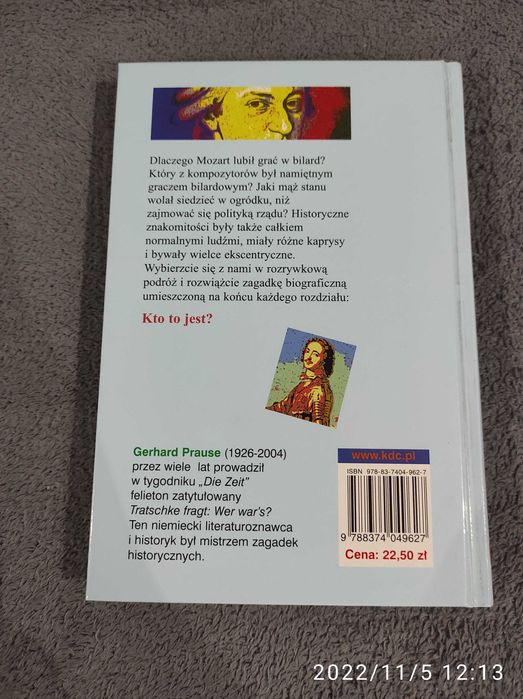 Dlaczego Mozart lubił grać w bilard?
Który z kompozytorów był namiętnym
graczem bilardowym? Jaki mąż stanu
wolał siedzieć w ogródku, niż
zajmować się polityką rządu? Historyczne
znakomitości były także całkiem
normalnymi ludźmi, miały różne kaprysy
i bywały wielce ekscentryczne.
Wybierzcie się z nami w rozrywkową
podróż i rozwiążcie zagadkę biograficzną
umieszczoną na końcu każdego rozdziału:
Kto to jest?
Gerhard Prause (1926-2004)
przez wiele lat prowadził
w tygodniku „Die Zeit”
felieton zatytułowany
Tratschke fragt: Wer war's?
Ten niemiecki literaturoznawca
i historyk był mistrzem zagadek
historycznych.
www.kdc.pl
ISBN 978-83-7404-962-7
9 788374 049627
Cena: 22,50 zł
2022/11/5 12:13